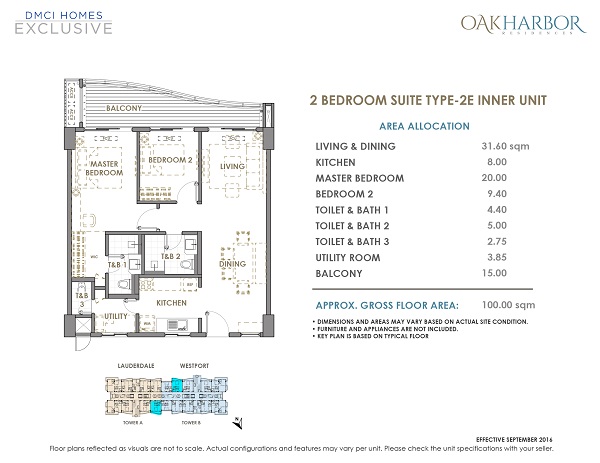 DMCI HOMES
EXCLUSIVE
OAKHARBOR
RESIDENCES
2 BEDROOM SUITE TYPE-2E INNER UNIT
AREA ALLOCATION
LIVING & DINING 31.60 sqm
KITCHEN 8.00
MASTER BEDROOM 20.00
BEDROOM 2 9.40
TOILET & BATH 1 4.40
TOILET & BATH 2 5.00
TOILET & BATH 3 2.75
UTILITY ROOM 3.85
BALCONY 15.00
APPROX. GROSS FLOOR AREA: 100.00 sqm
• DIMENSIONS AND AREAS MAY VARY BASED ON ACTUAL SITE CONDITION.
• FURNITURE AND APPLIANCES ARE NOT INCLUDED.
• KEY PLAN IS BASED ON TYPICAL FLOOR
BALCONY
MASTER
BEDROOM
BEDROOM 2
LIVING
T&B 1
T&B 2
DINING
T&B
3
UTILITY
KITCHEN
REF
LAUDERDALE WESTPORT
TOWER A TOWER B
N
EFFECTIVE SEPTEMBER 2016
Floor plans reflected as visuals are not to scale. Actual configurations and features may vary per unit. Please check the unit specifications with your seller.